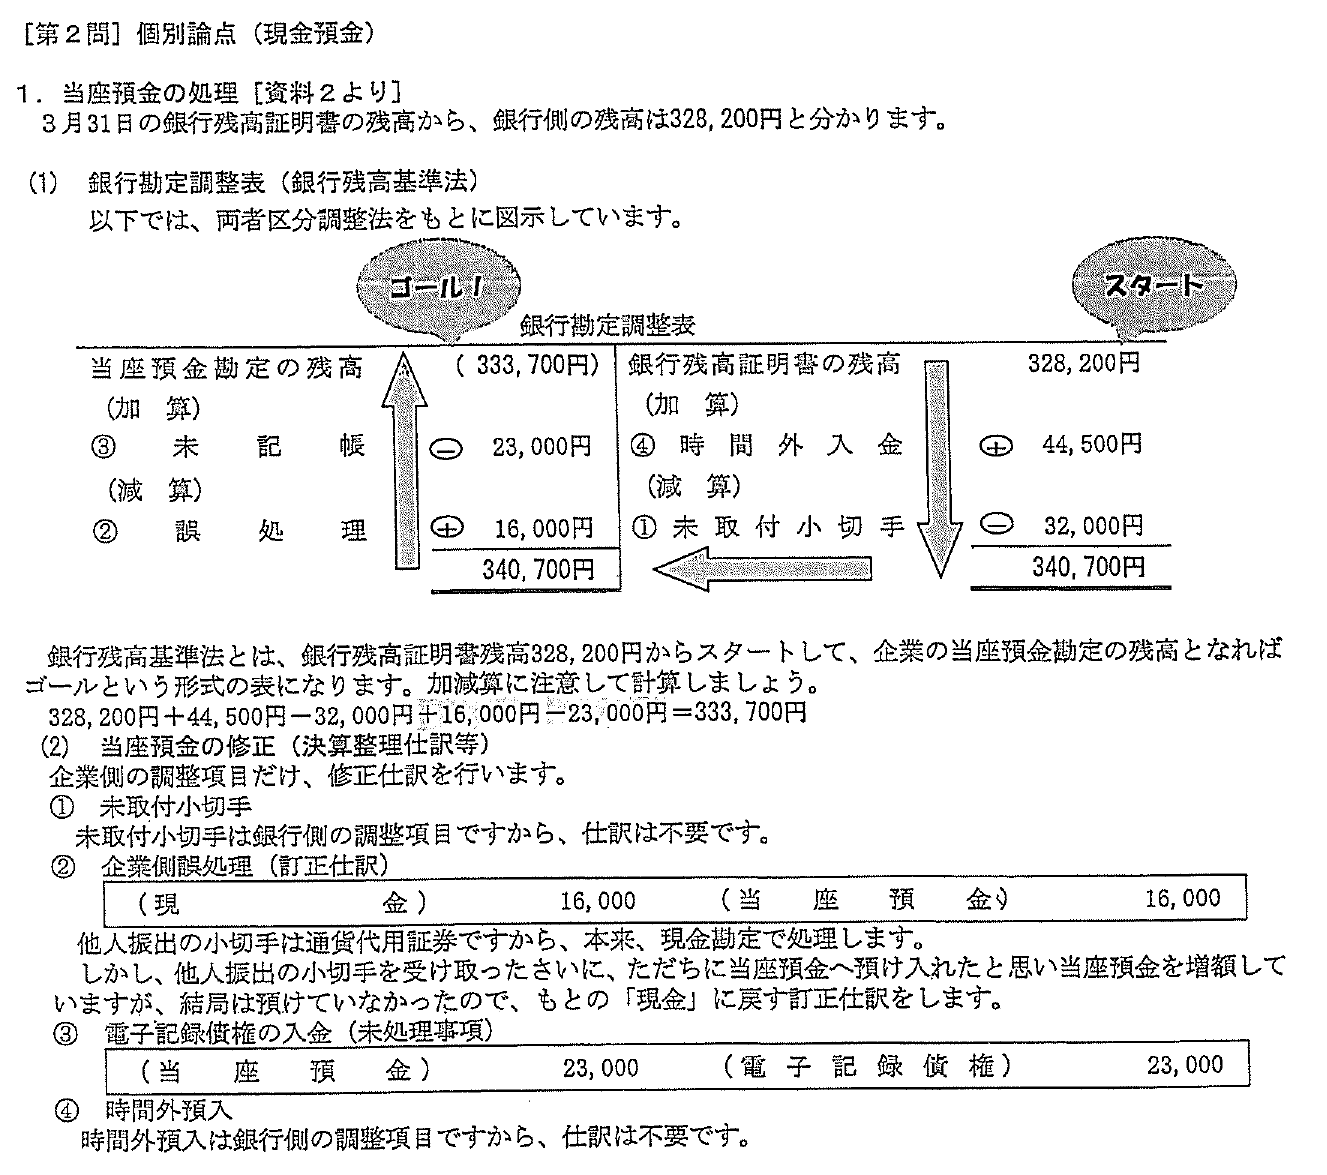 ［第２問］個別論点（現金預金）
１．当座預金の処理［資料２より］
３月31日の銀行残高証明書の残高から、銀行側の残高は328,200円と分かります。
(1)　銀行勘定調整表（銀行残高基準法）
以下では、両者区分調整法をもとに図示しています。
ゴール！　スタート
銀行勘定調整表
当座預金勘定の残高　( 333,700円)　銀行残高証明書の残高　328,200円
（加　算）　（加　算）
③　未　記　帳　㊀　23,000円　④　時　間　外　入　金　⊕　44,500円
（減　算）　（減　算）
②　誤　処　理　⊕　16,000円　①　未　取　付　小　切　手　㊀　32,000円
340,700円　340,700円
銀行残高基準法とは、銀行残高証明書残高328,200円からスタートして、企業の当座預金勘定の残高となれば
ゴールという形式の表になります。加減算に注意して計算しましょう。
328,200円＋44,500円－32,000円＋16,000円－23,000円＝333,700円
(2)　当座預金の修正（決算整理仕訳等）
企業側の調整項目だけ、修正仕訳を行います。
①　未取付小切手
未取付小切手は銀行側の調整項目ですから、仕訳は不要です。
②　企業側誤処理（訂正仕訳）
（現　金）　16,000　（当　座　預　金）　16,000
他人振出の小切手は通貨代用証券ですから、本来、現金勘定で処理します。
しかし、他人振出の小切手を受け取ったさいに、ただちに当座預金へ預け入れたと思い当座預金を増額して
いますが、結局は預けていなかったので、もとの「現金」に戻す訂正仕訳をします。
③　電子記録債権の入金（未処理事項）
（当　座　預　金）　23,000　（電　子　記　録　債　権）　23,000
④　時間外預入
時間外預入は銀行側の調整項目ですから、仕訳は不要です。